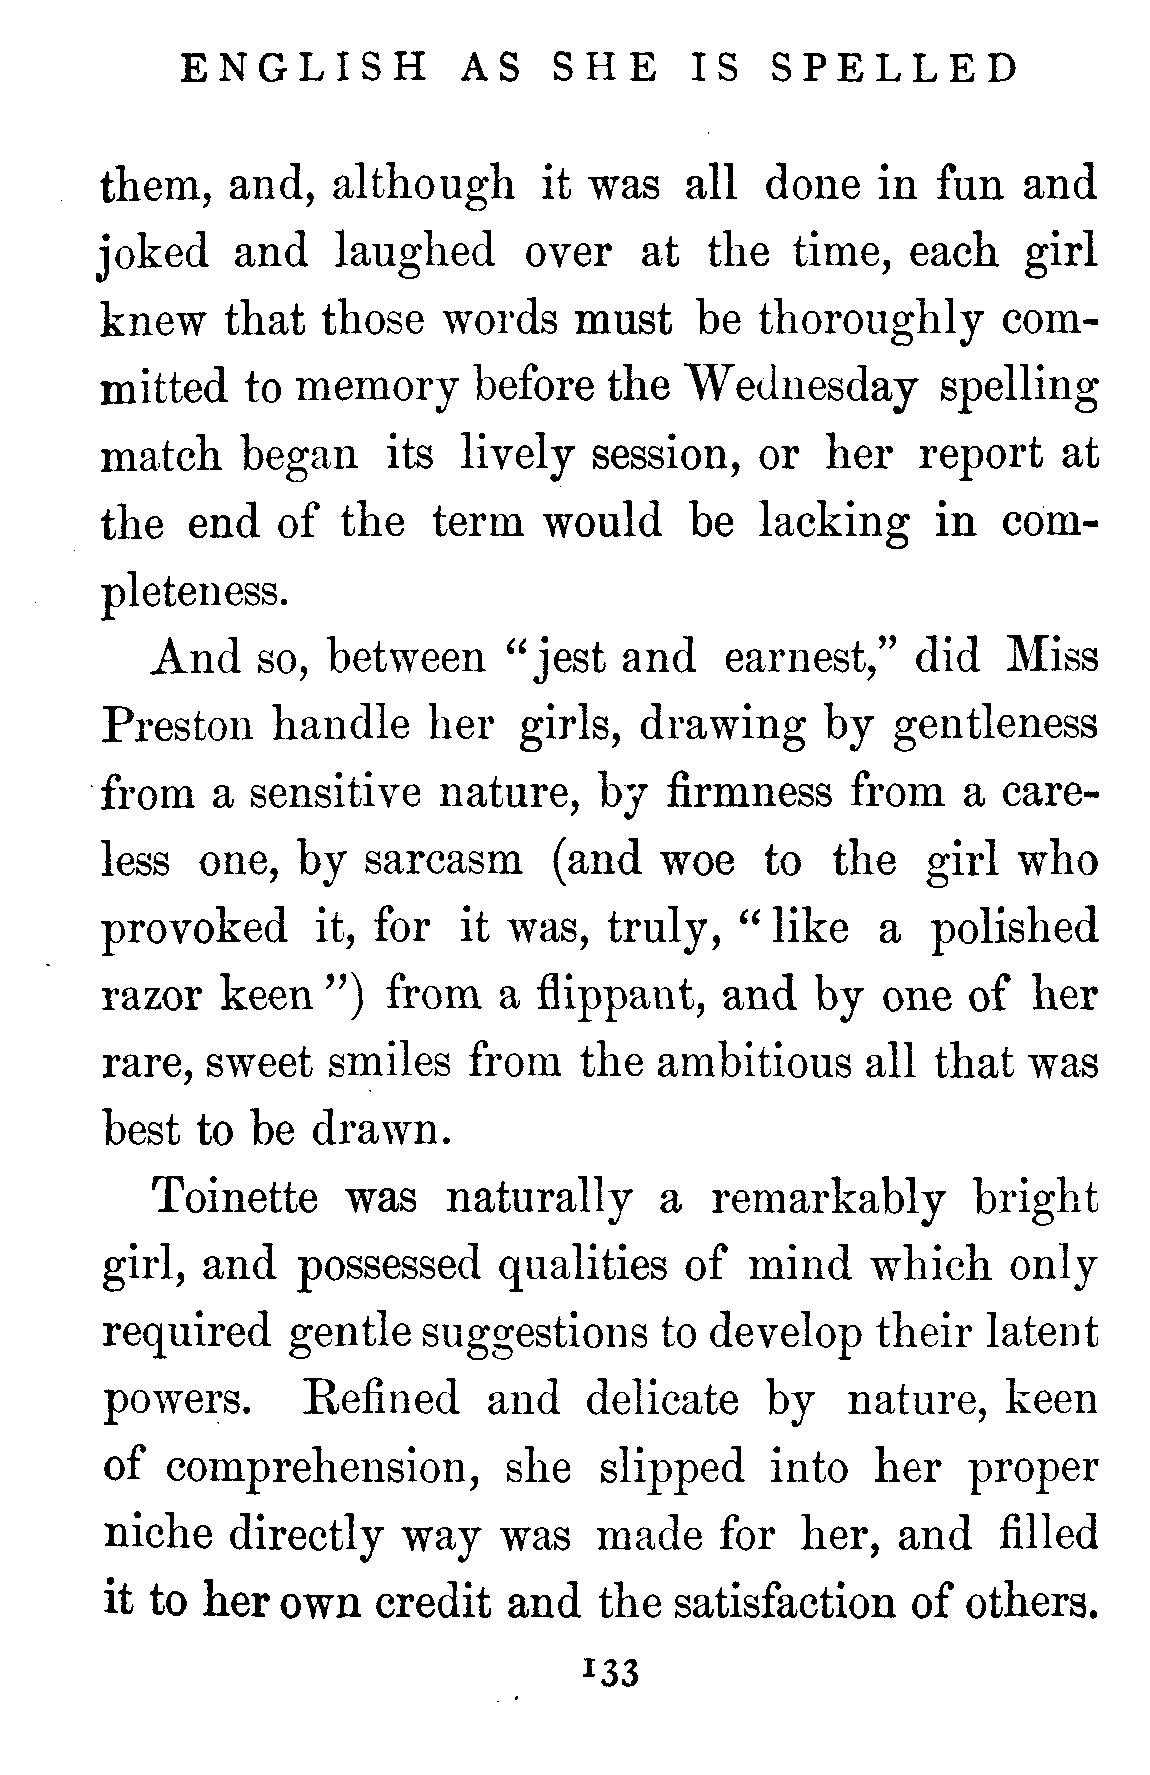 ENGLISH AS SHE IS SPELLED
them, and, although it was all done in fun and
joked and laughed over at the time, each girl
knew that those words must be thoroughly com-
mitted to memory before the Wednesday spelling
match began its lively session, or her report at
the end of the term would be lacking in com-
pleteness.
And so, between “jest and earnest,” did Miss
Preston handle her girls, drawing by gentleness
from a sensitive nature, by firmness from a care-
less one, by sarcasm (and woe to the girl who
provoked it, for it was, truly, “ like a polished
razor keen ”) from a flippant, and by one of her
rare, sweet smiles from the ambitious all that was
best to be drawn.
Toinette was naturally a remarkably bright
girl, and possessed qualities of mind which only
required gentle suggestions to develop their latent
powers. Refined and delicate by nature, keen
of comprehension, she slipped into her proper
niche directly way was made for her, and filled
it to her own credit and the satisfaction of others.
133